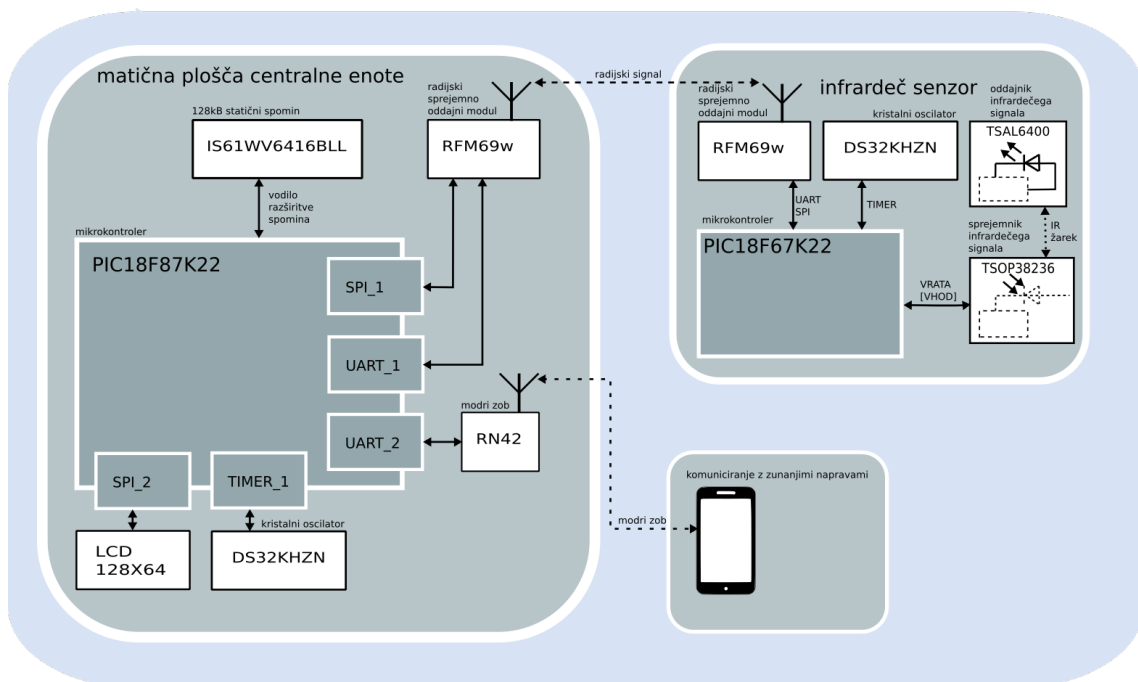 matična plošča centralne enote
128kB statični spomin
IS61WV6416BLL
radijski
sprejemno
oddajni modul
RFM69w
vodilo
razširitve
spomina
mikrokontroler
PIC18F87K22
SPI_1
UART_1
UART_2
modri zob
RN42
SPI_2
TIMER_1
kristalni oscilator
LCD
128X64
DS32KHZN
radijski signal
infrardeč senzor
radijski
sprejemno
oddajni modul
RFM69w
kristalni oscilator
DS32KHZN
oddajnik
infrardečega
signala
TSAL6400
UART
SPI
TIMER
mikrokontroler
PIC18F67K22
sprejemnik
infrardečega
signala
IR
žarek
TSOP38236
VRATA
[VHOD]
komuniciranje z zunanjimi napravami
modri zob